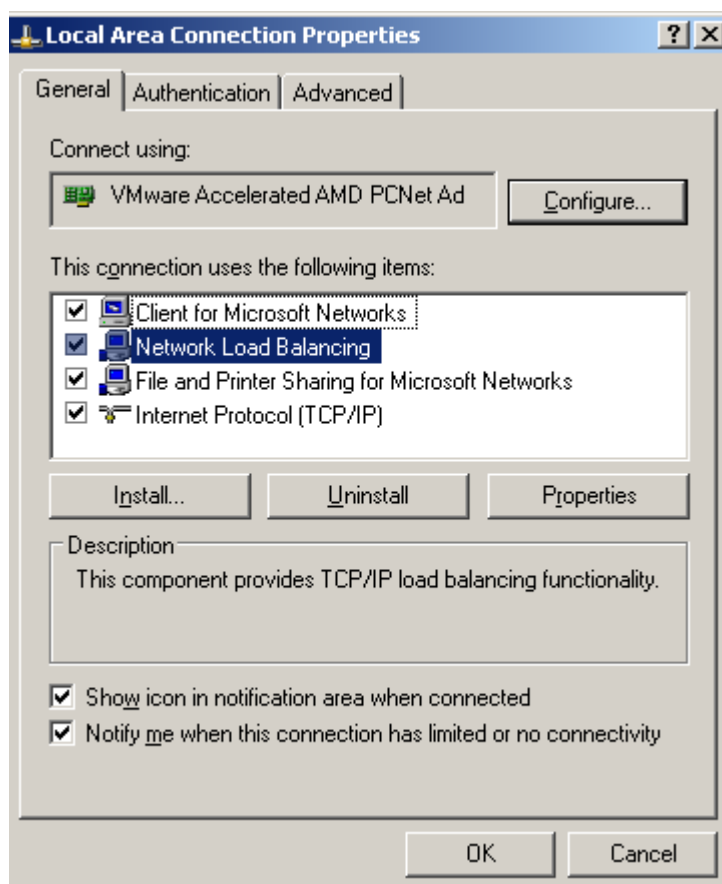 Local Area Connection Properties
General Authentication Advanced
Connect using:
VMware Accelerated AMD PCNet Ad Configure...
This connection uses the following items:
Client for Microsoft Networks
Network Load Balancing
File and Printer Sharing for Microsoft Networks
Internet Protocol (TCP/IP)
Install... Uninstall Properties
Description
This component provides TCP/IP load balancing functionality.
Show icon in notification area when connected
Notify me when this connection has limited or no connectivity
OK Cancel